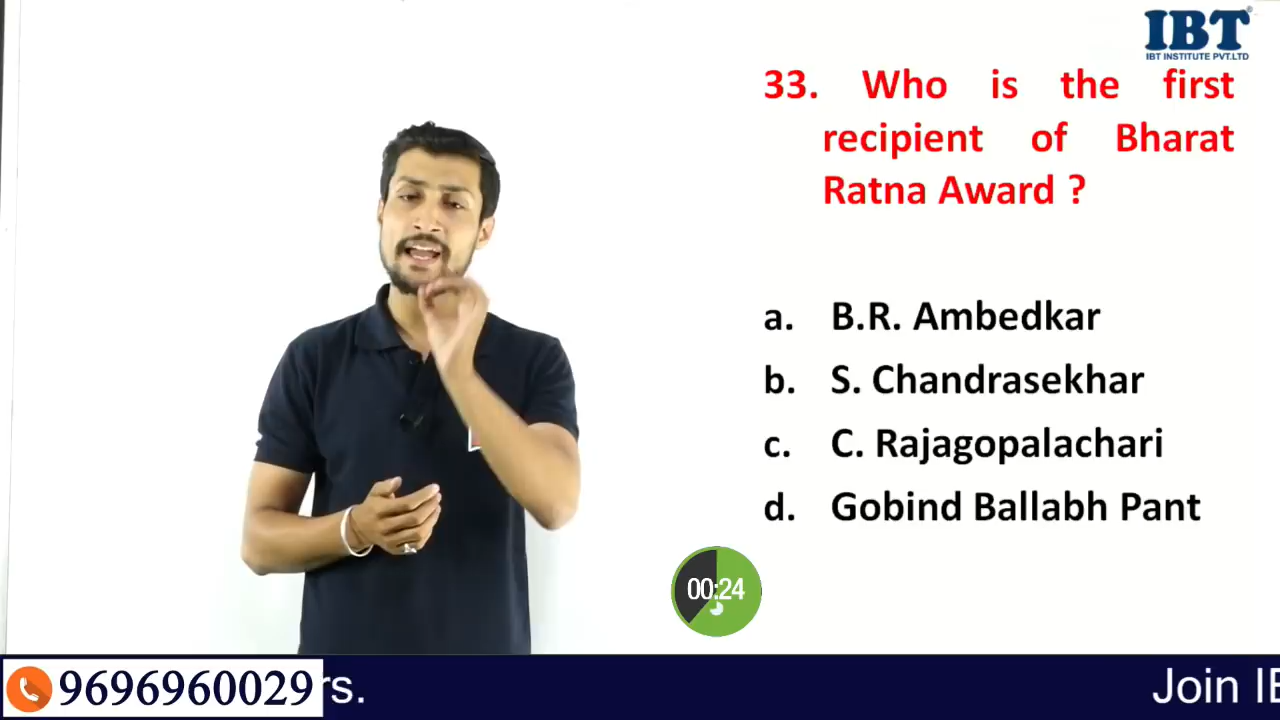 IBT
IBT INSTITUTE PVT.LTD
33. Who is the first
recipient of Bharat
Ratna Award ?
a. B.R. Ambedkar
b. S. Chandrasekhar
c. C. Rajagopalachari
d. Gobind Ballabh Pant
00:24
9696960029
rs.
Join IB